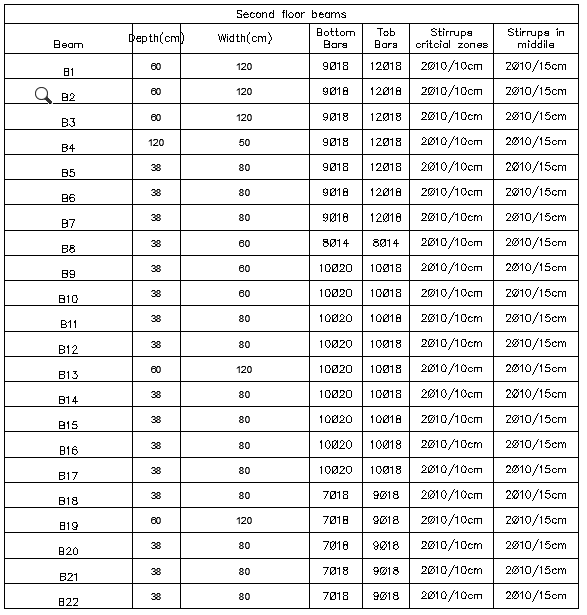 Second floor beams
Beam Depth(cm) Width(cm) Bottom Bars Tob Bars Stirrups critcial zones Stirrups in middile
B1 60 120 9Ø18 12Ø18 2Ø10/10cm 2Ø10/15cm
B2 60 120 9Ø18 12Ø18 2Ø10/10cm 2Ø10/15cm
B3 60 120 9Ø18 12Ø18 2Ø10/10cm 2Ø10/15cm
B4 120 50 9Ø18 12Ø18 2Ø10/10cm 2Ø10/15cm
B5 38 80 9Ø18 12Ø18 2Ø10/10cm 2Ø10/15cm
B6 38 80 9Ø18 12Ø18 2Ø10/10cm 2Ø10/15cm
B7 38 80 9Ø18 12Ø18 2Ø10/10cm 2Ø10/15cm
B8 38 60 8Ø14 8Ø14 2Ø10/10cm 2Ø10/15cm
B9 38 60 10Ø20 10Ø18 2Ø10/10cm 2Ø10/15cm
B10 38 60 10Ø20 10Ø18 2Ø10/10cm 2Ø10/15cm
B11 38 80 10Ø20 10Ø18 2Ø10/10cm 2Ø10/15cm
B12 38 80 10Ø20 10Ø18 2Ø10/10cm 2Ø10/15cm
B13 60 120 10Ø20 10Ø18 2Ø10/10cm 2Ø10/15cm
B14 38 80 10Ø20 10Ø18 2Ø10/10cm 2Ø10/15cm
B15 38 80 10Ø20 10Ø18 2Ø10/10cm 2Ø10/15cm
B16 38 80 10Ø20 10Ø18 2Ø10/10cm 2Ø10/15cm
B17 38 80 10Ø20 10Ø18 2Ø10/10cm 2Ø10/15cm
B18 38 80 7Ø18 9Ø18 2Ø10/10cm 2Ø10/15cm
B19 60 120 7Ø18 9Ø18 2Ø10/10cm 2Ø10/15cm
B20 38 80 7Ø18 9Ø18 2Ø10/10cm 2Ø10/15cm
B21 38 80 7Ø18 9Ø18 2Ø10/10cm 2Ø10/15cm
B22 38 80 7Ø18 9Ø18 2Ø10/10cm 2Ø10/15cm